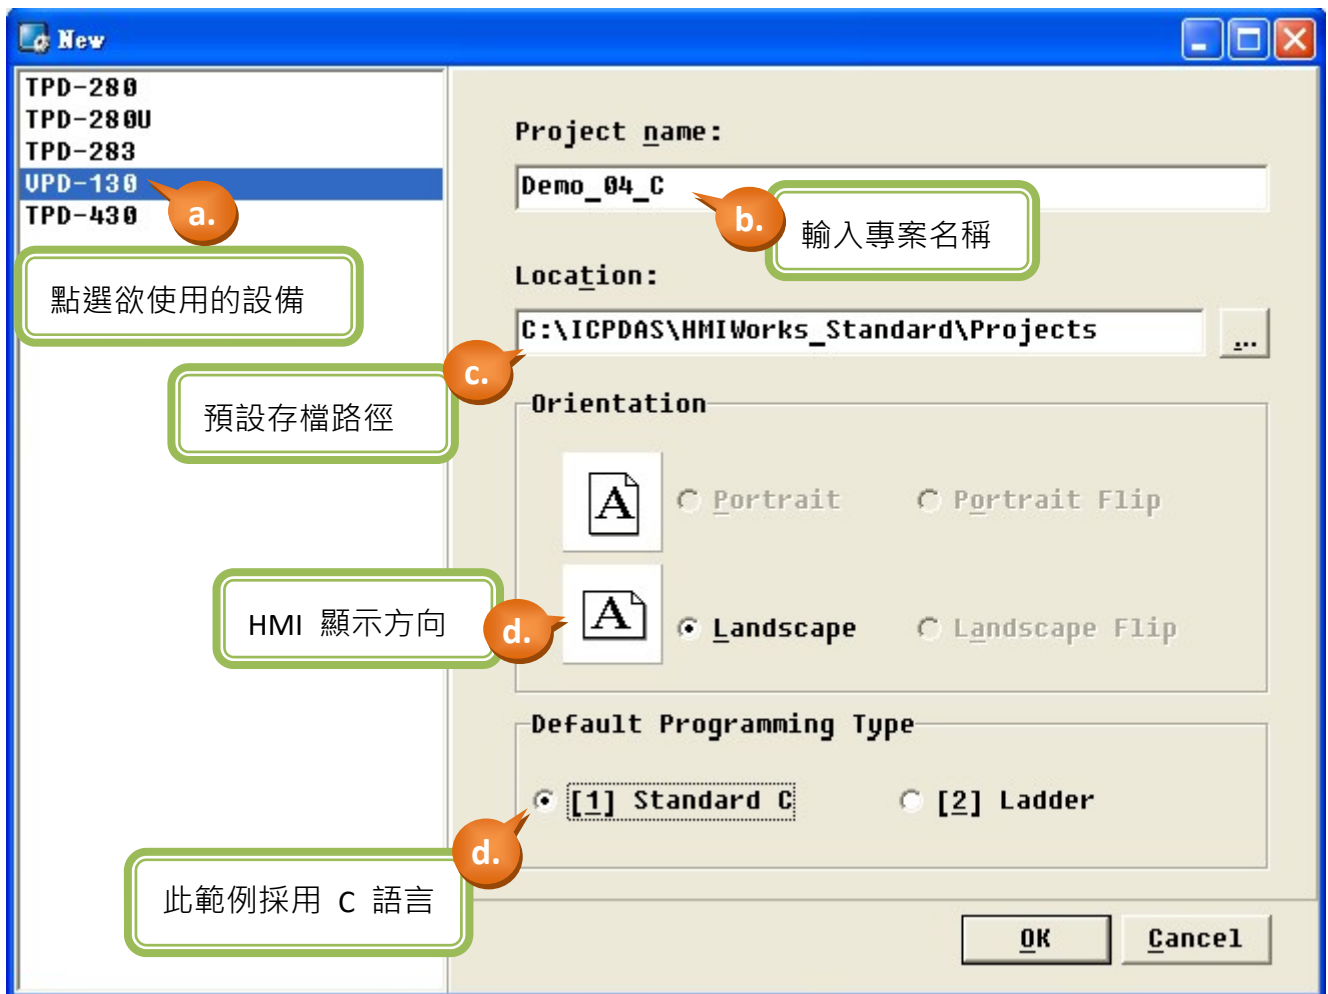 New
TPD-280
TPD-280U
TPD-283
VPD-130
TPD-430
a.
點選欲使用的設備
Project name:
Demo_04_C
b.
輸入專案名稱
Location:
C:\ICPDAS\HMIWorks_Standard\Projects
...
c.
預設存檔路徑
Orientation
A
Portrait
Portrait Flip
HMI 顯示方向
d.
A
Landscape
Landscape Flip
Default Programming Type
[1] Standard C
[2] Ladder
d.
此範例採用 C 語言
OK
Cancel